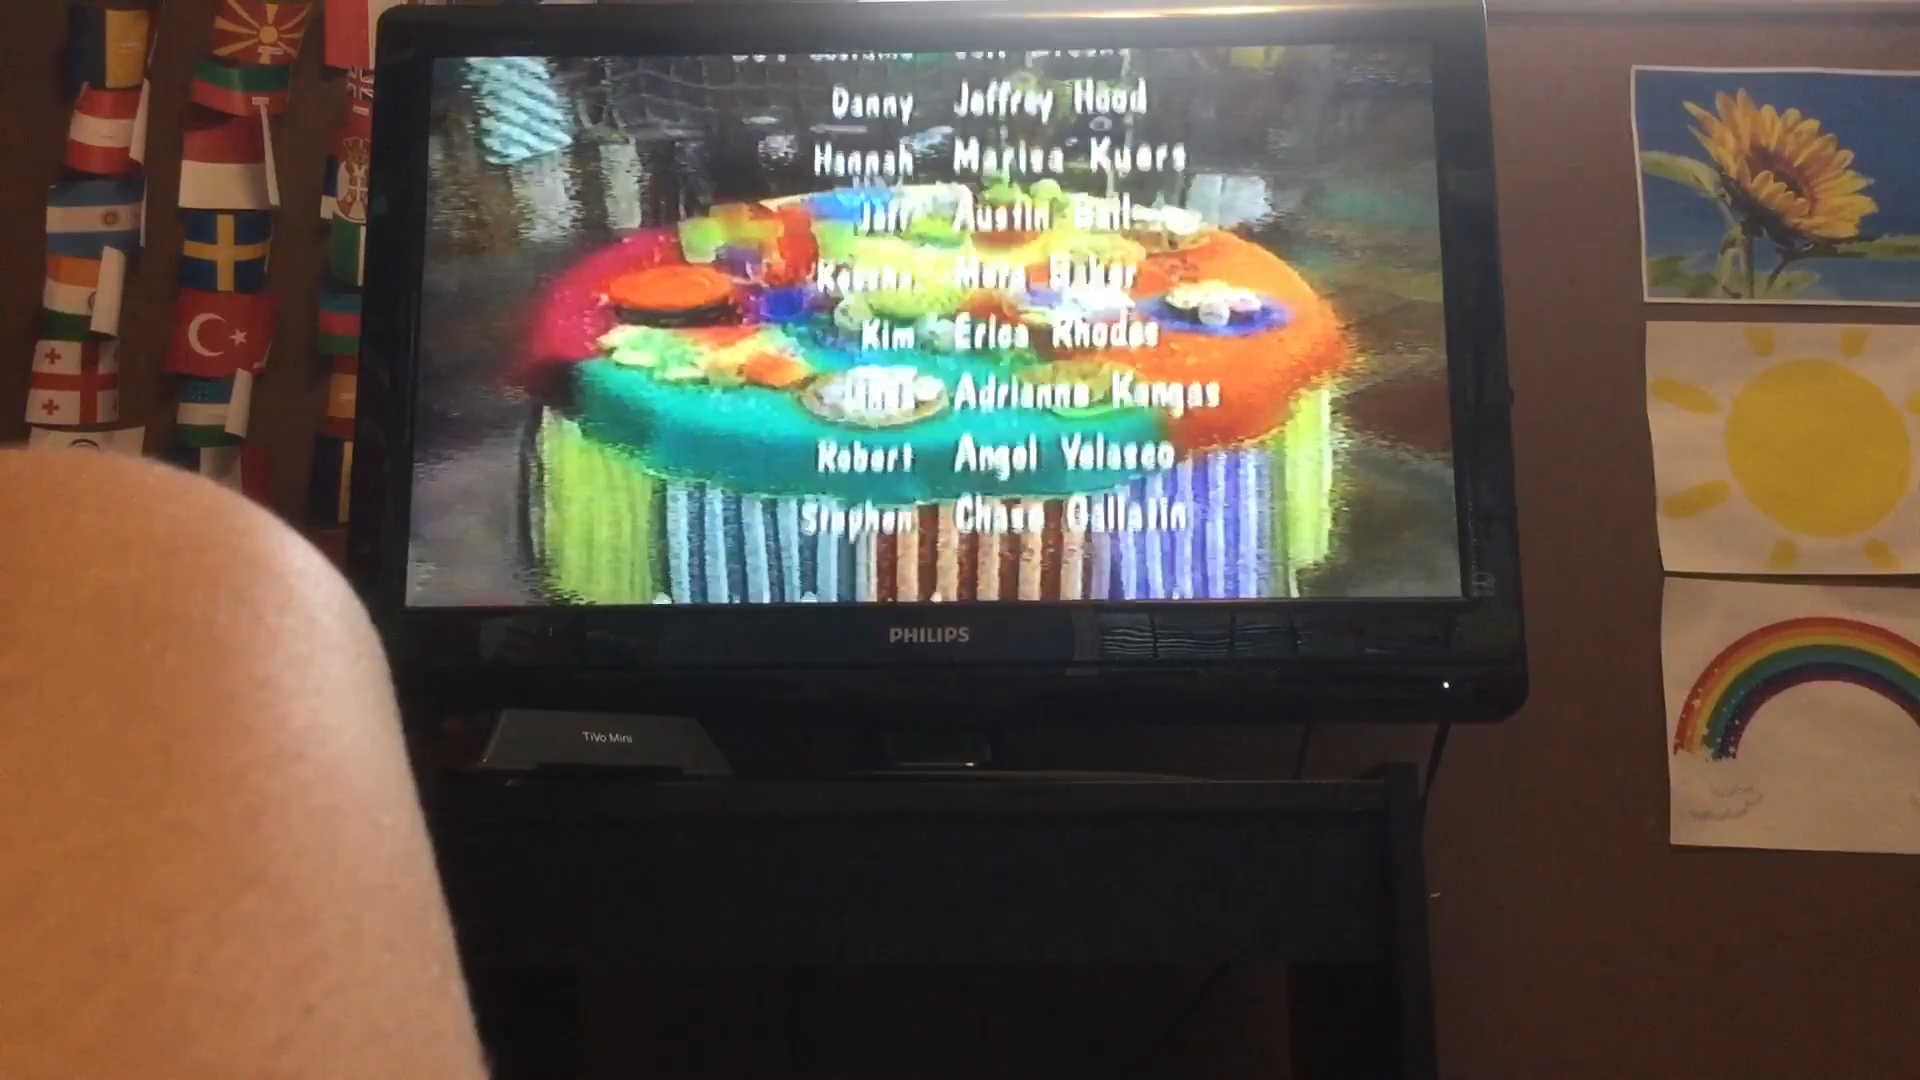 Danny Jeffrey Hood
Hannah Marisa Kuers
Jeff Austin Ball
Keesha Mera Baker
Kim Erica Rhodes
Adrianne Kangas
Robert Angel Velasco
Stephen Chase Gallatin
PHILIPS
TiVo Mini